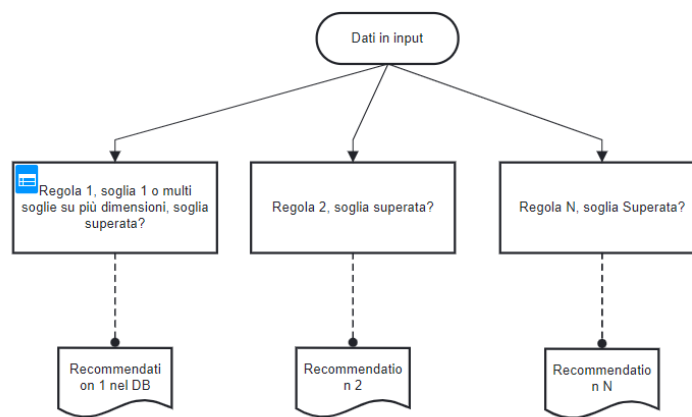 Dati in input
Regola 1, soglia 1 o multi
soglie su più dimensioni, soglia
superata?
Regola 2, soglia superata?
Regola N, soglia Superata?
Recommendati
on 1 nel DB
Recommendatio
n 2
Recommendatio
n N